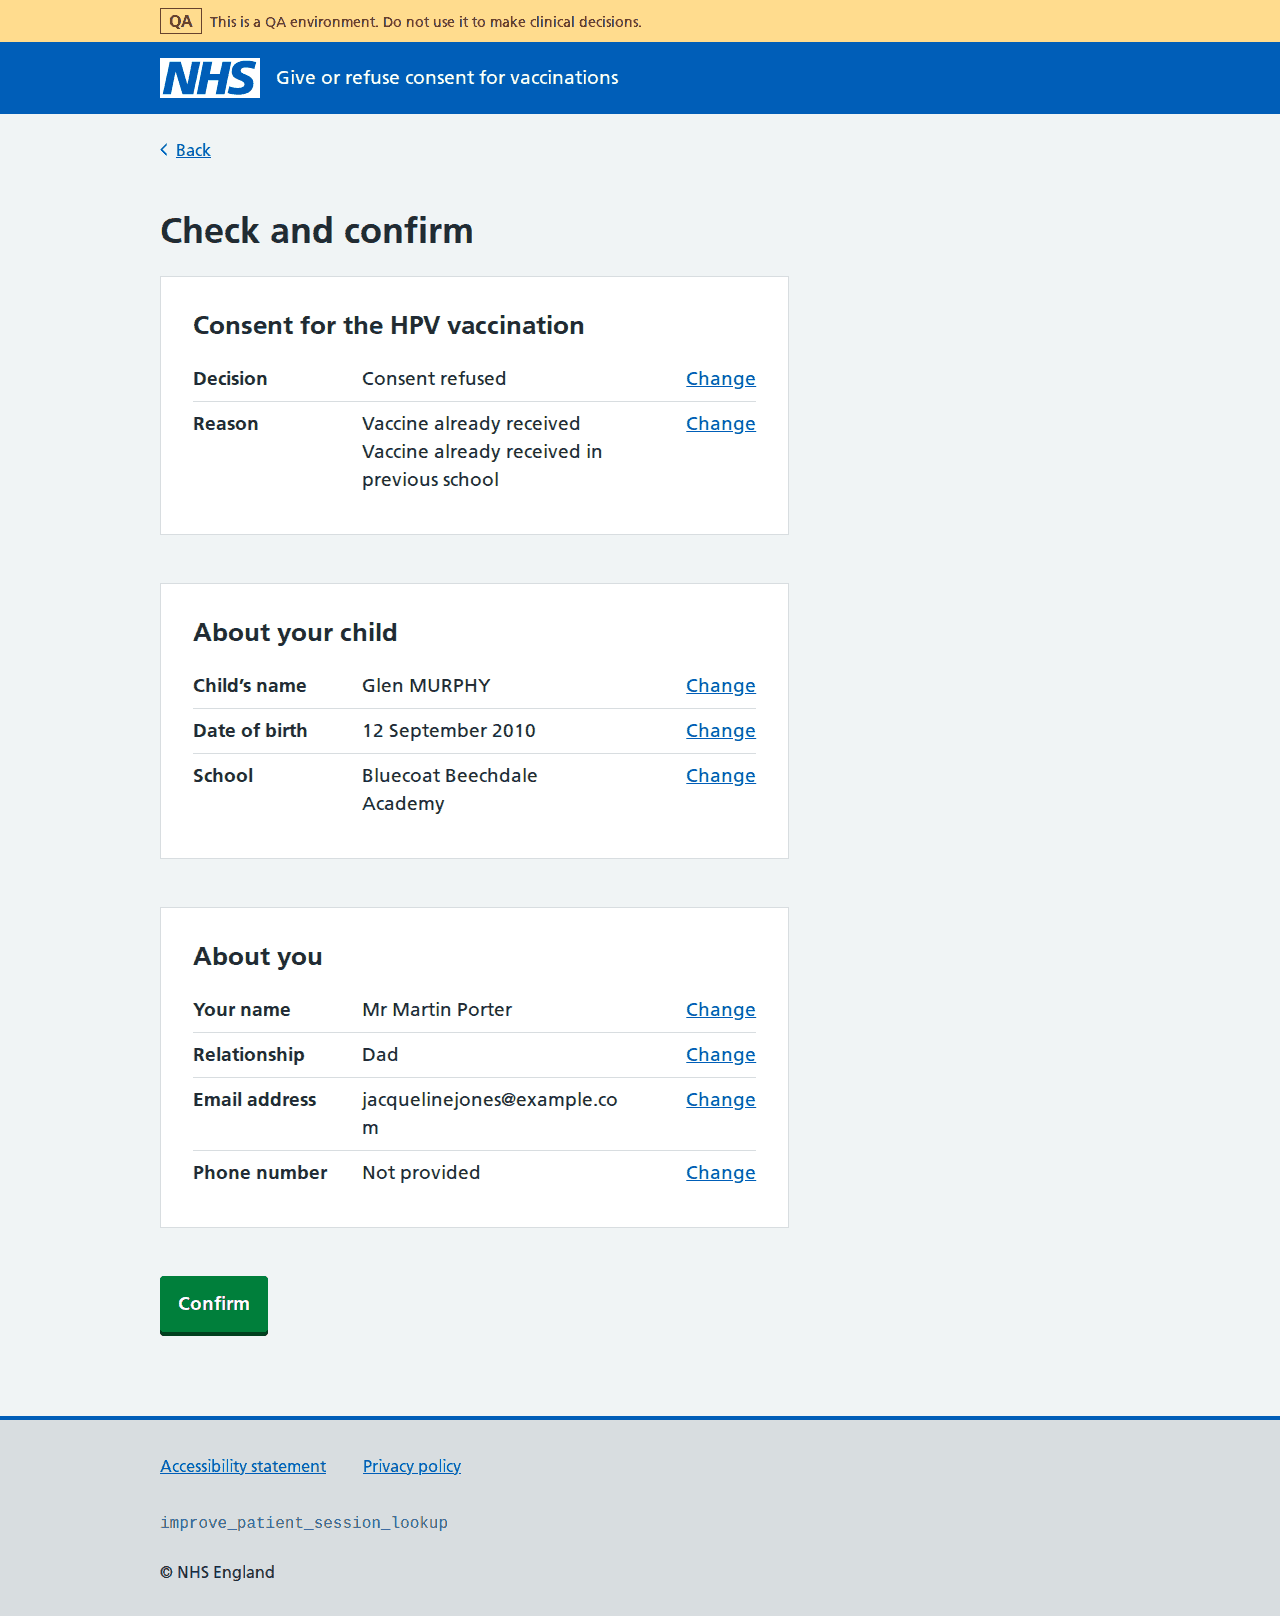 QA This is a QA environment. Do not use it to make clinical decisions.
NHS Give or refuse consent for vaccinations
Back
Check and confirm
Consent for the HPV vaccination
Decision Consent refused Change
Reason Vaccine already received Change
Vaccine already received in
previous school
About your child
Child’s name Glen MURPHY Change
Date of birth 12 September 2010 Change
School Bluecoat Beechdale Change
Academy
About you
Your name Mr Martin Porter Change
Relationship Dad Change
Email address jacquelinejones@example.co Change
m
Phone number Not provided Change
Confirm
Accessibility statement Privacy policy
improve_patient_session_lookup
© NHS England